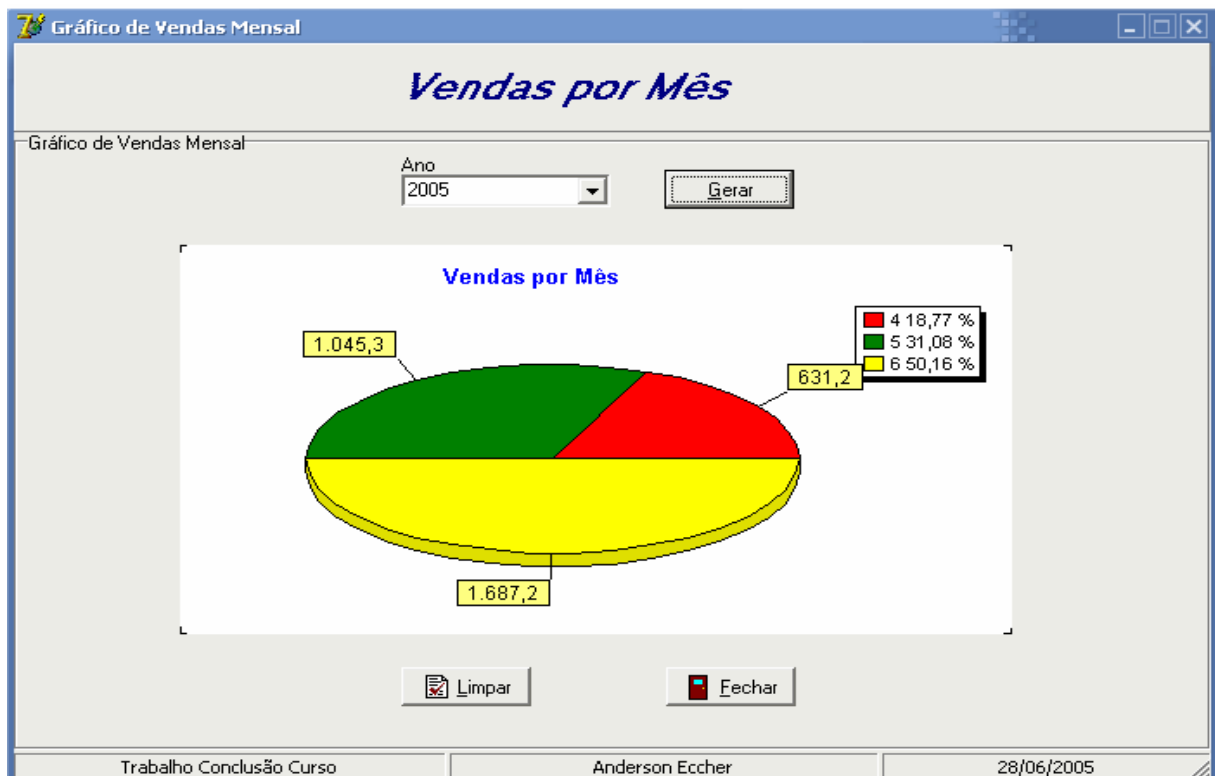 Gráfico de Vendas Mensal
Vendas por Mês
Gráfico de Vendas Mensal
Ano
2005
Gerar
Vendas por Mês
4 18,77 %
5 31,08 %
6 50,16 %
1.045,3
631,2
1.687,2
Limpar
Fechar
Trabalho Conclusão Curso
Anderson Eccher
28/06/2005